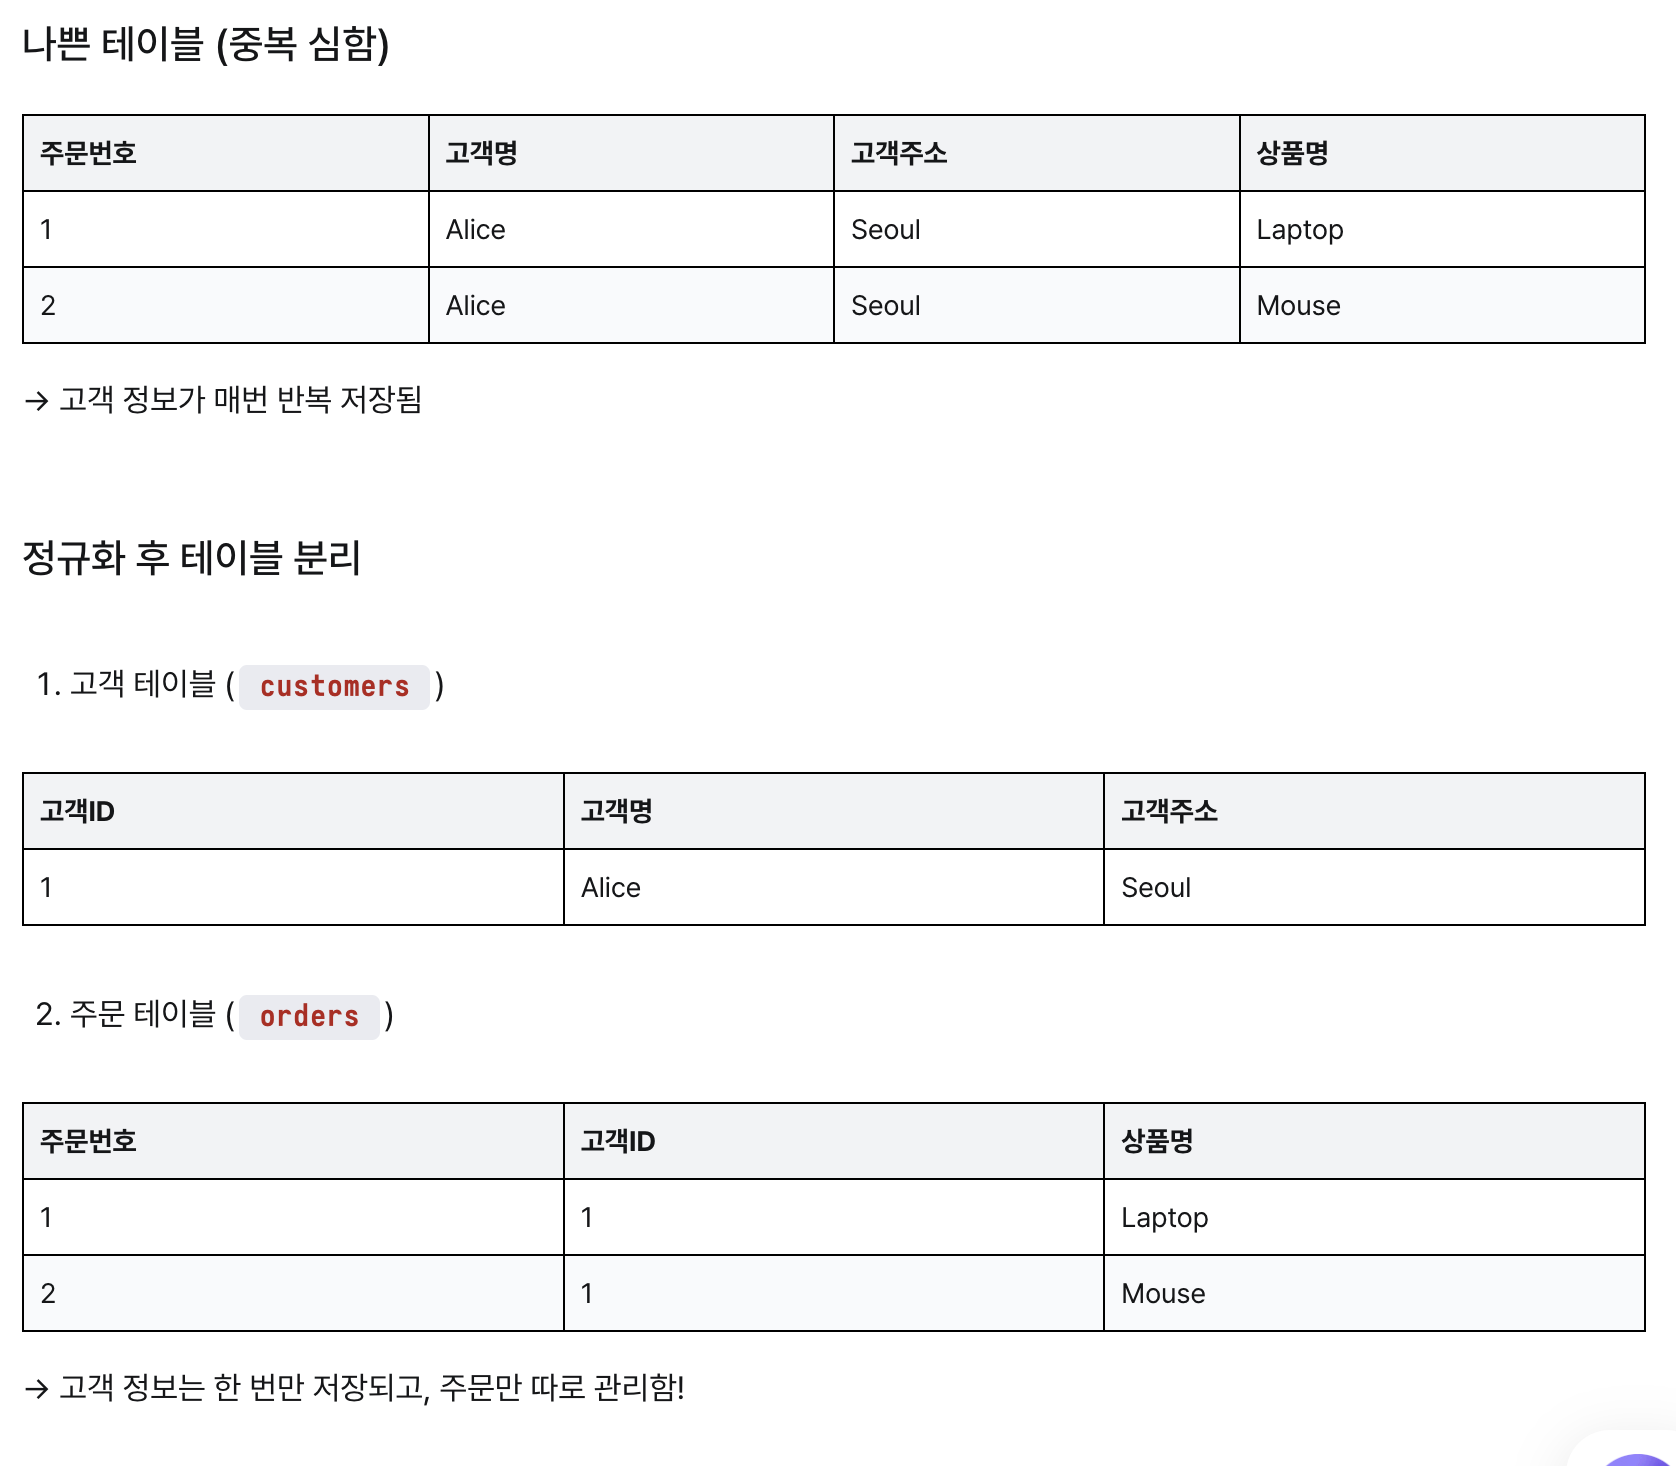 나쁜 테이블 (중복 심함)
주문번호 고객명 고객주소 상품명
1 Alice Seoul Laptop
2 Alice Seoul Mouse
→ 고객 정보가 매번 반복 저장됨
정규화 후 테이블 분리
1. 고객 테이블 ( customers )
고객ID 고객명 고객주소
1 Alice Seoul
2. 주문 테이블 ( orders )
주문번호 고객ID 상품명
1 1 Laptop
2 1 Mouse
→ 고객 정보는 한 번만 저장되고, 주문만 따로 관리함!